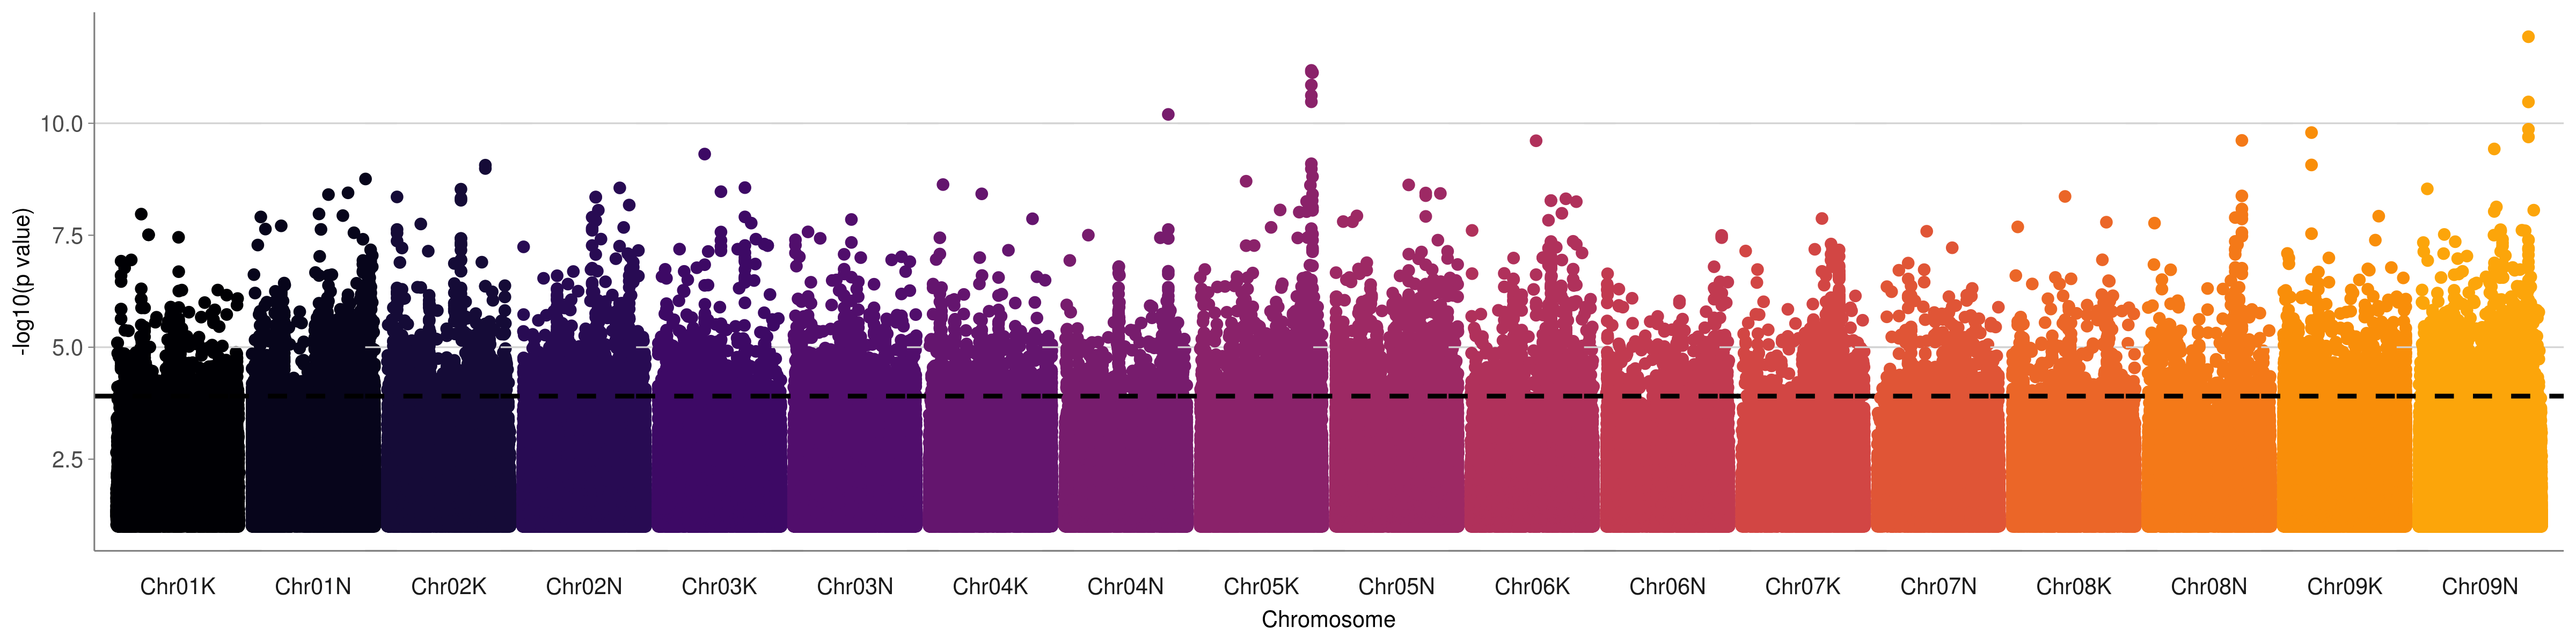 -log10(p value)
10.0
7.5
5.0
2.5
Chr01K Chr01N Chr02K Chr02N Chr03K Chr03N Chr04K Chr04N Chr05K Chr05N Chr06K Chr06N Chr07K Chr07N Chr08K Chr08N Chr09K Chr09N
Chromosome